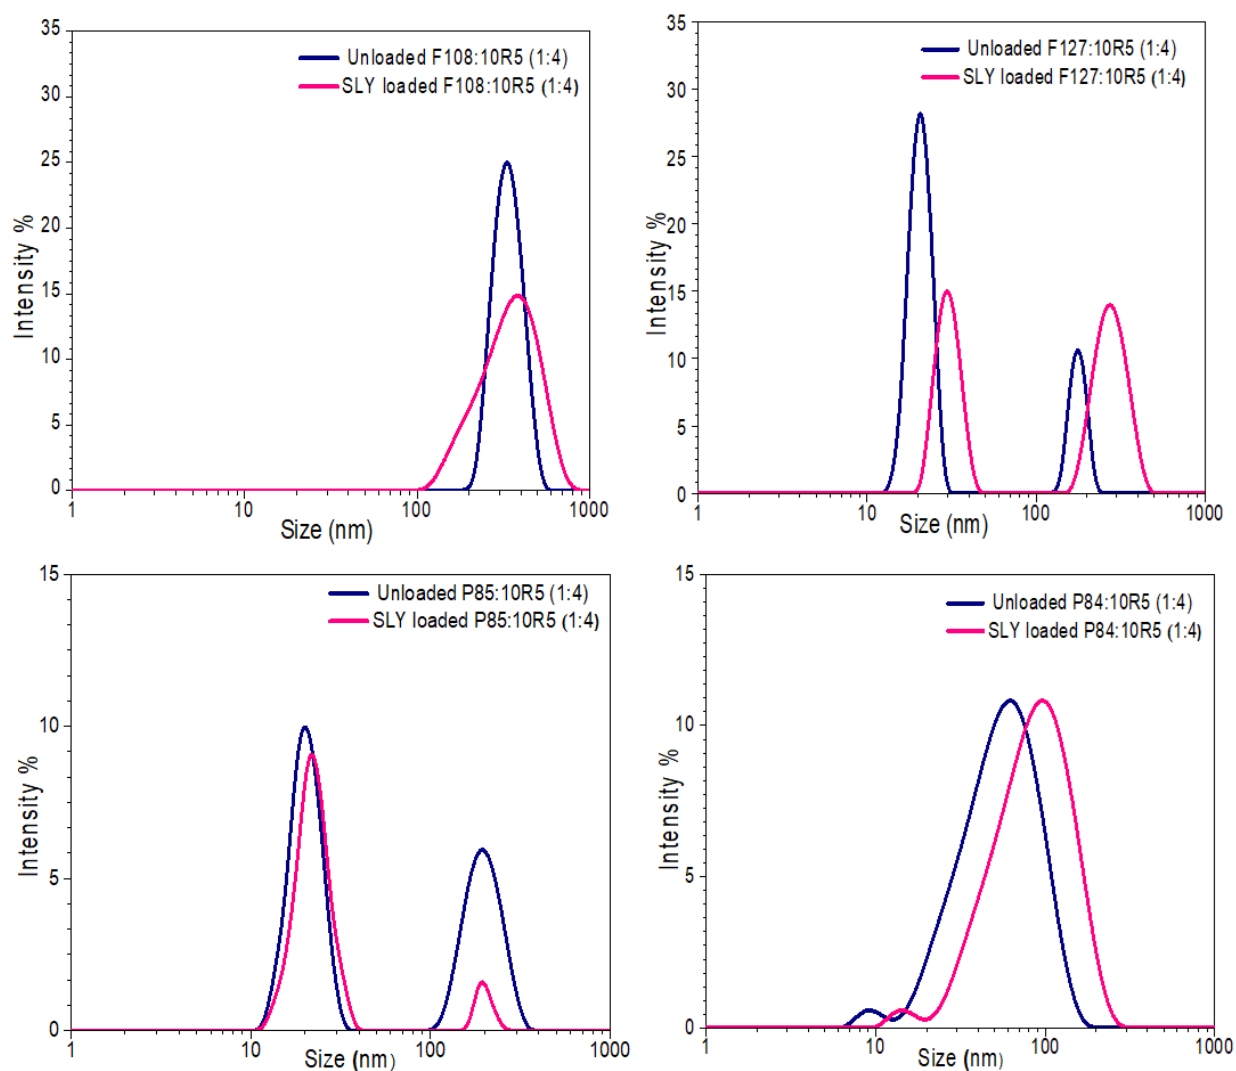 35
30
25
20
15
10
5
0
Intensity %
Unloaded F108:10R5 (1:4)
SLY loaded F108:10R5 (1:4)
1 10 100 1000
Size (nm)
35
30
25
20
15
10
5
0
Intensity %
Unloaded F127:10R5 (1:4)
SLY loaded F127:10R5 (1:4)
1 10 100 1000
Size (nm)
15
10
5
0
Intensity %
Unloaded P85:10R5 (1:4)
SLY loaded P85:10R5 (1:4)
1 10 100 1000
Size (nm)
15
10
5
0
Intensity %
Unloaded P84:10R5 (1:4)
SLY loaded P84:10R5 (1:4)
1 10 100 1000
Size (nm)